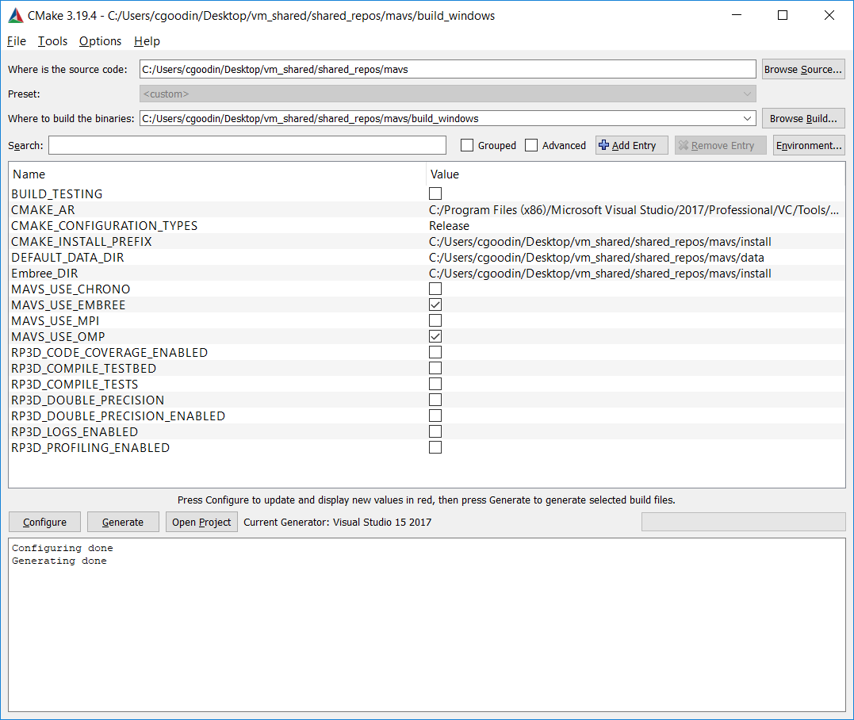 CMake 3.19.4 - C:/Users/cgoodin/Desktop/vm_shared/shared_repos/mavs/build_windows
File Tools Options Help
Where is the source code: C:/Users/cgoodin/Desktop/vm_shared/shared_repos/mavs Browse Source...
Preset: <custom>
Where to build the binaries: C:/Users/cgoodin/Desktop/vm_shared/shared_repos/mavs/build_windows Browse Build...
Search: Grouped Advanced Add Entry Remove Entry Environment...
Name Value
BUILD_TESTING
CMAKE_AR C:/Program Files (x86)/Microsoft Visual Studio/2017/Professional/VC/Tools/...
CMAKE_CONFIGURATION_TYPES Release
CMAKE_INSTALL_PREFIX C:/Users/cgoodin/Desktop/vm_shared/shared_repos/mavs/install
DEFAULT_DATA_DIR C:/Users/cgoodin/Desktop/vm_shared/shared_repos/mavs/data
Embree_DIR C:/Users/cgoodin/Desktop/vm_shared/shared_repos/mavs/install
MAVS_USE_CHRONO
MAVS_USE_EMBREE
MAVS_USE_MPI
MAVS_USE_OMP
RP3D_CODE_COVERAGE_ENABLED
RP3D_COMPILE_TESTBED
RP3D_COMPILE_TESTS
RP3D_DOUBLE_PRECISION
RP3D_DOUBLE_PRECISION_ENABLED
RP3D_LOGS_ENABLED
RP3D_PROFILING_ENABLED
Press Configure to update and display new values in red, then press Generate to generate selected build files.
Configure Generate Open Project Current Generator: Visual Studio 15 2017
Configuring done
Generating done